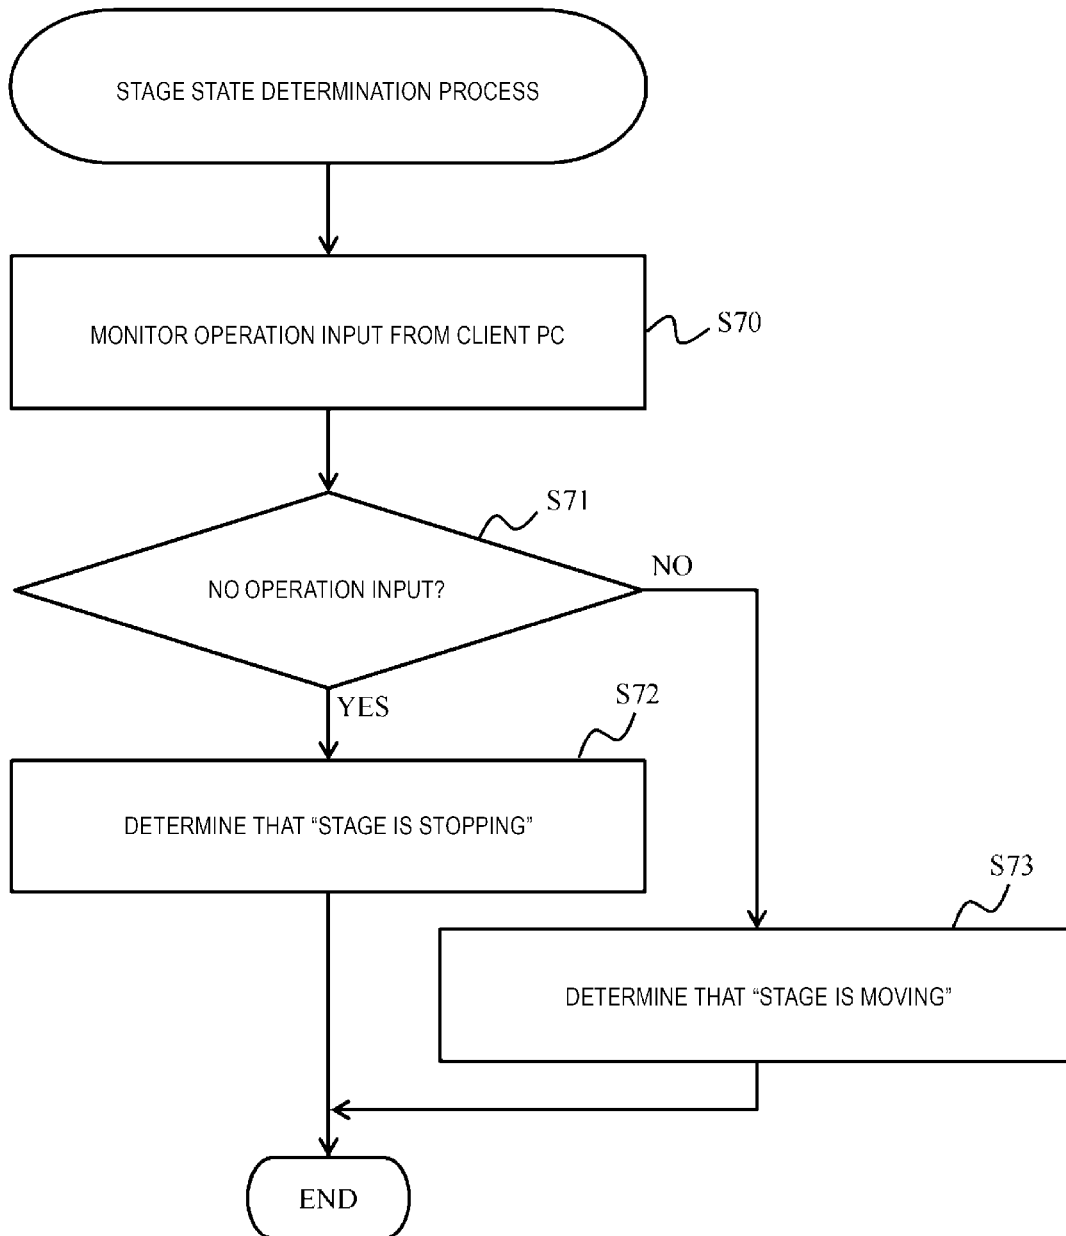 STAGE STATE DETERMINATION PROCESS
MONITOR OPERATION INPUT FROM CLIENT PC
S70
S71
NO OPERATION INPUT?
NO
YES
S72
DETERMINE THAT “STAGE IS STOPPING”
S73
DETERMINE THAT “STAGE IS MOVING”
END